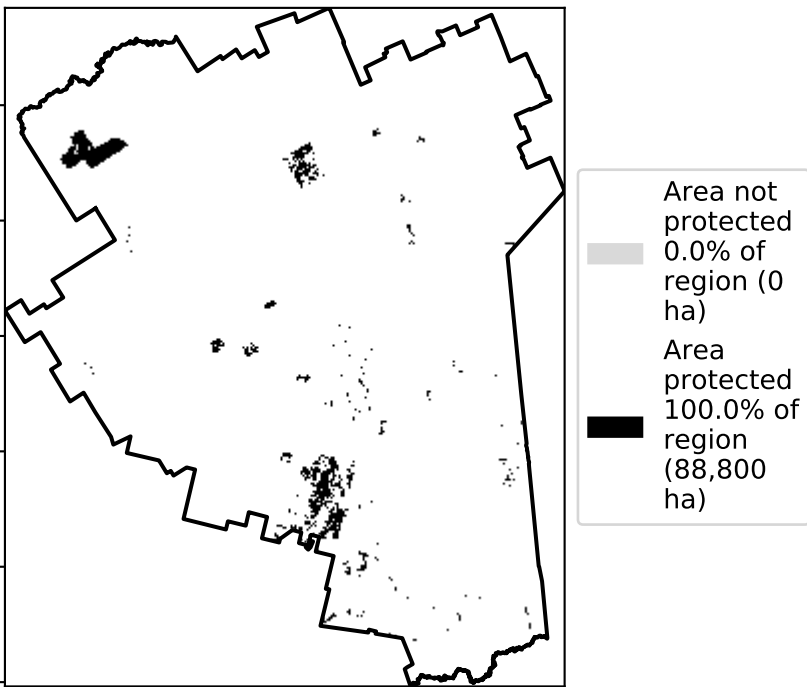 Area not
protected
0.0% of
region (0
ha)
Area
protected
100.0% of
region
(88,800
ha)